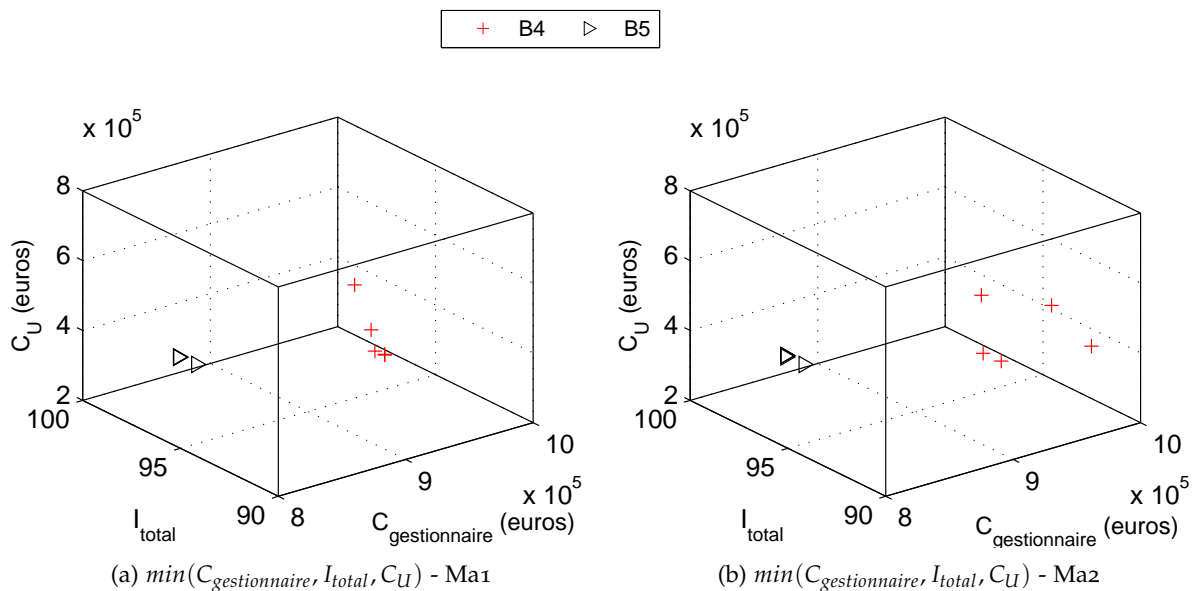 B4 B5
x 10^5 x 10^5
8 8
6 6
4 4
2 2
C_U (euros) C_U (euros)
100 100
95 95
90 90
I_total I_total
8 9 10 8 9 10
x 10^5 x 10^5
C_gestionnaire (euros) C_gestionnaire (euros)
(a) min(C_gestionnaire, I_total, C_U) - Ma1 (b) min(C_gestionnaire, I_total, C_U) - Ma2